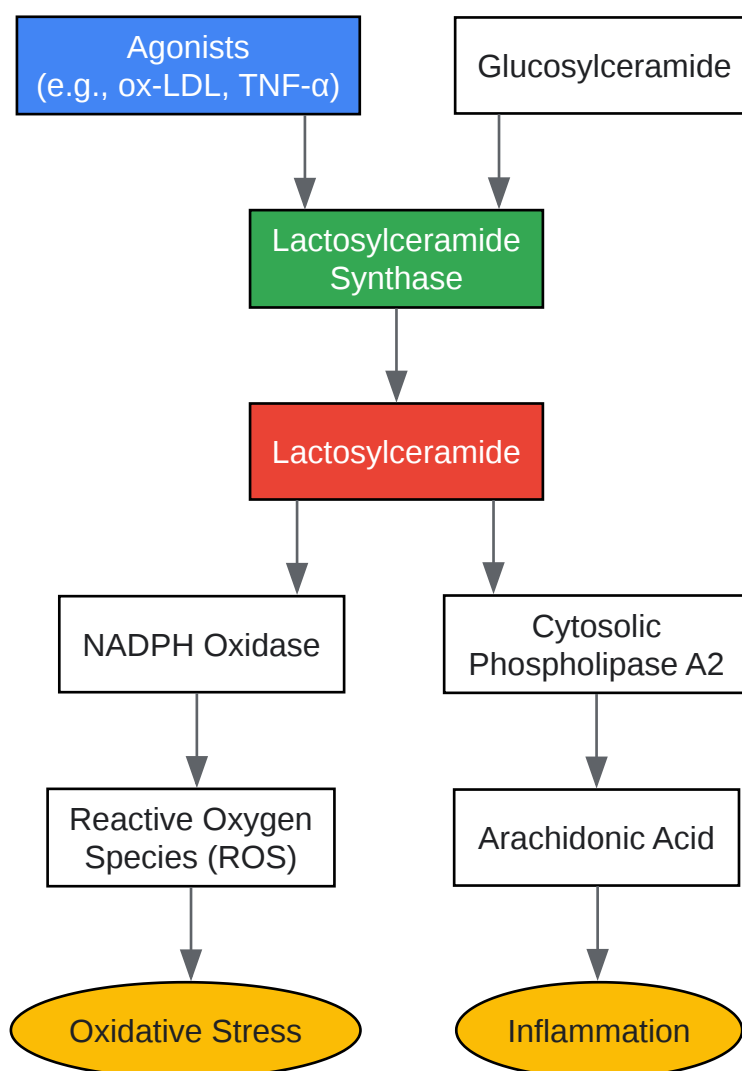 Agonists
(e.g., ox-LDL, TNF-α)
Glucosylceramide
Lactosylceramide
Synthase
Lactosylceramide
NADPH Oxidase
Cytosolic
Phospholipase A2
Reactive Oxygen
Species (ROS)
Arachidonic Acid
Oxidative Stress
Inflammation